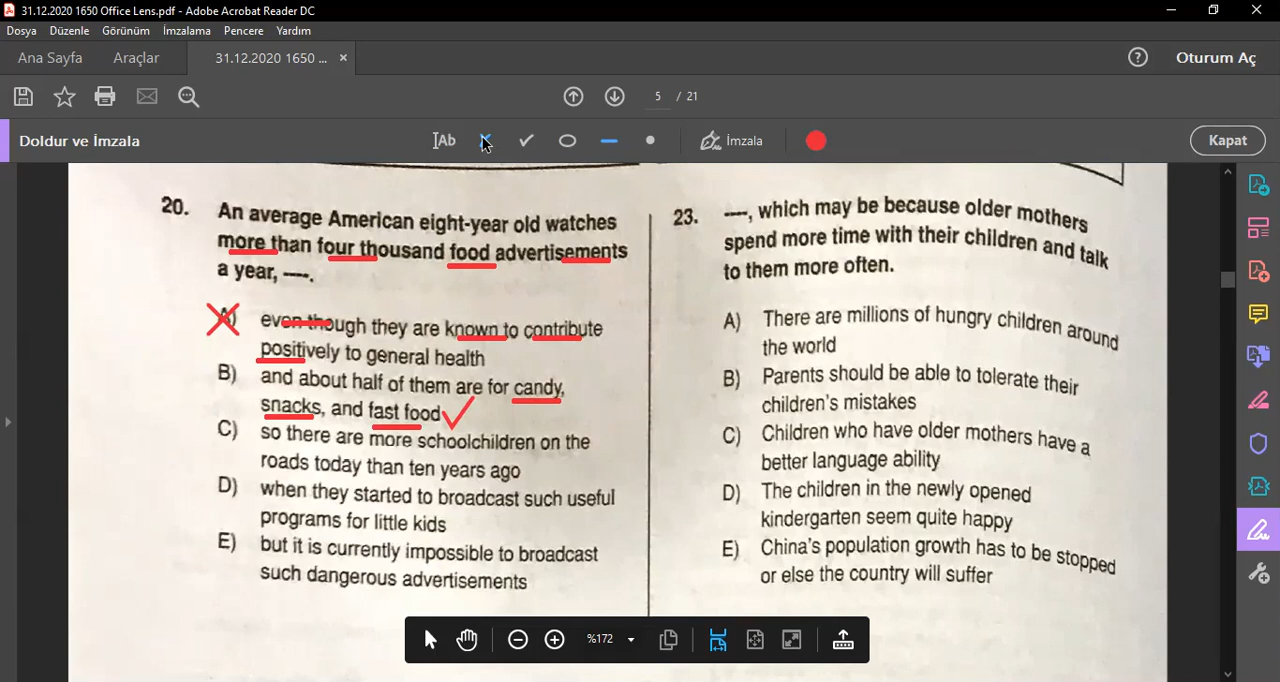 31.12.2020 1650 Office Lens.pdf - Adobe Acrobat Reader DC
Dosya Düzenle Görünüm İmzalama Pencere Yardım
Ana Sayfa Araçlar 31.12.2020 1650 ... × ? Oturum Aç
5 / 21
Doldur ve İmzala IAb İmzala Kapat
20. An average American eight-year old watches
more than four thousand food advertisements
a year, ----.
A) even though they are known to contribute
positively to general health
B) and about half of them are for candy,
snacks, and fast food
C) so there are more schoolchildren on the
roads today than ten years ago
D) when they started to broadcast such useful
programs for little kids
E) but it is currently impossible to broadcast
such dangerous advertisements
23. ----, which may be because older mothers
spend more time with their children and talk
to them more often.
A) There are millions of hungry children around
the world
B) Parents should be able to tolerate their
children's mistakes
C) Children who have older mothers have a
better language ability
D) The children in the newly opened
kindergarten seem quite happy
E) China's population growth has to be stopped
or else the country will suffer
%172